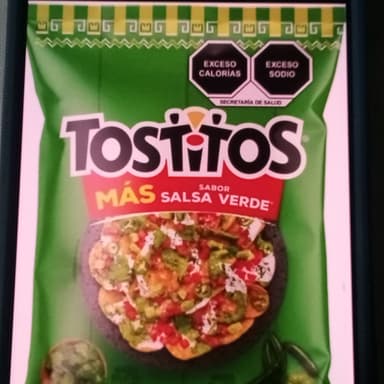 EXCESO
CALORÍAS
EXCESO
SODIO
SECRETARÍA DE SALUD
TOSTITOS
MÁS
SABOR
SALSA VERDE